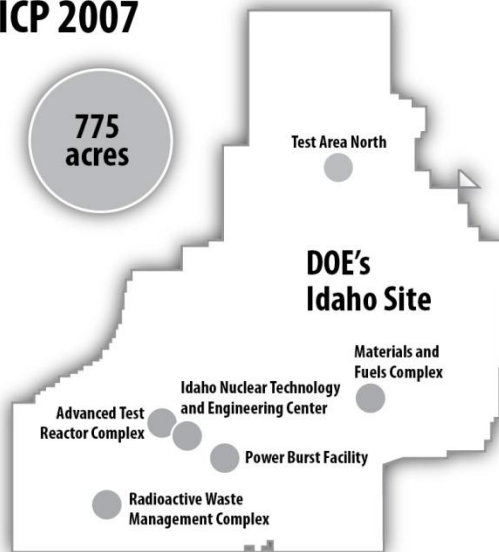 ICP 2007
775
acres
Test Area North
DOE's
Idaho Site
Materials and
Fuels Complex
Idaho Nuclear Technology
and Engineering Center
Advanced Test
Reactor Complex
Power Burst Facility
Radioactive Waste
Management Complex